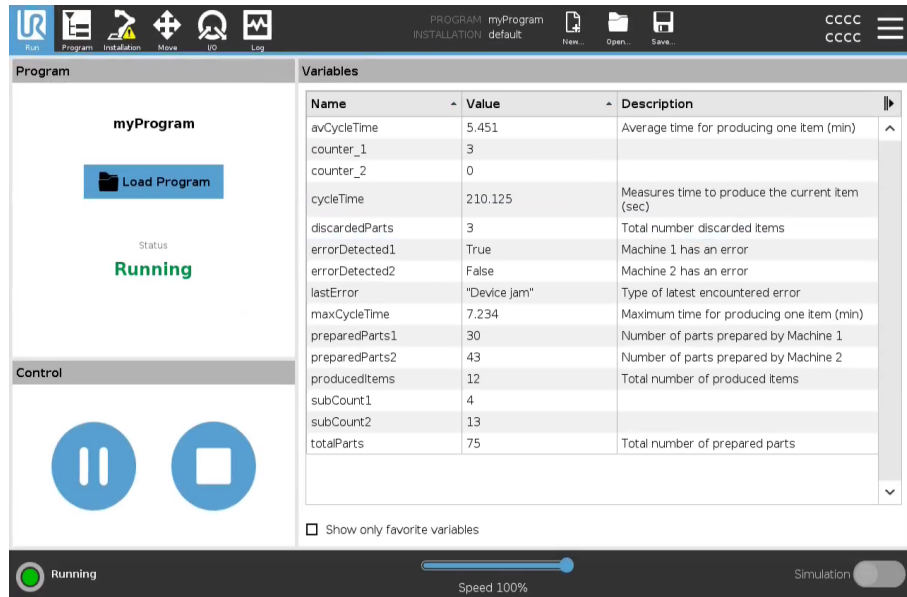 PROGRAM myProgram
INSTALLATION default
CCCC
CCCC
UR
Run Program Installation Move I/O Log New... Open... Save...
Program
myProgram
Load Program
Status
Running
Control
Variables
Name Value Description
avCycleTime 5.451 Average time for producing one item (min)
counter_1 3
counter_2 0
cycleTime 210.125 Measures time to produce the current item
(sec)
discardedParts 3 Total number discarded items
errorDetected1 True Machine 1 has an error
errorDetected2 False Machine 2 has an error
lastError "Device jam" Type of latest encountered error
maxCycleTime 7.234 Maximum time for producing one item (min)
preparedParts1 30 Number of parts prepared by Machine 1
preparedParts2 43 Number of parts prepared by Machine 2
producedItems 12 Total number of produced items
subCount1 4
subCount2 13
totalParts 75 Total number of prepared parts
Show only favorite variables
Running
Speed 100%
Simulation